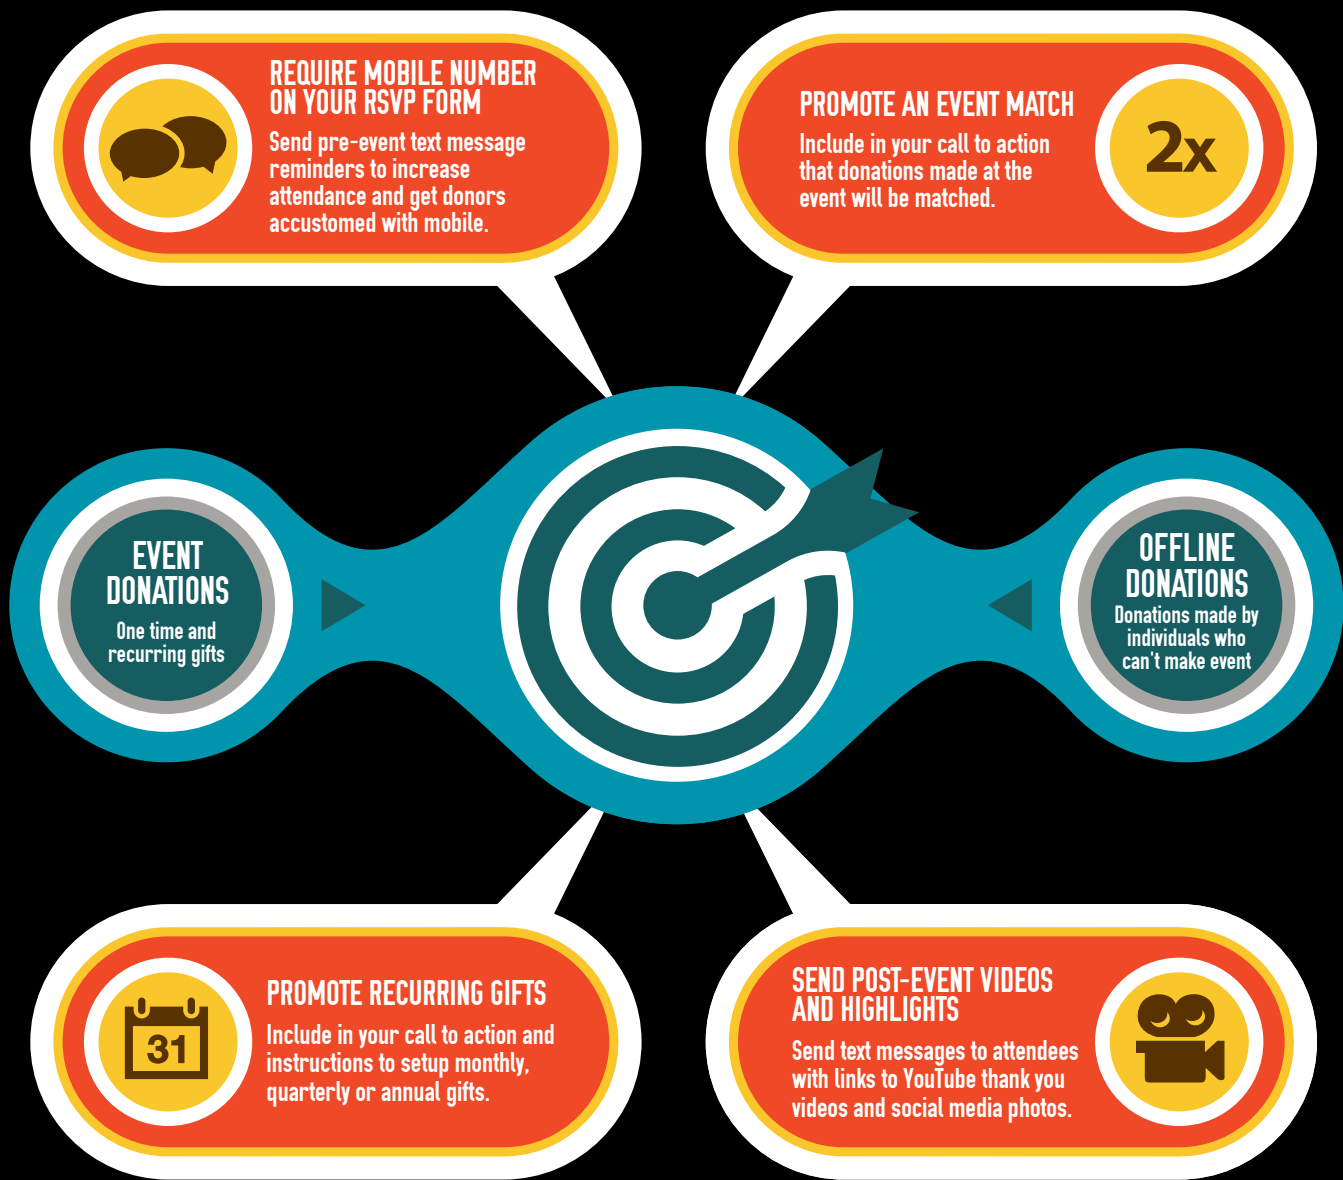 REQUIRE MOBILE NUMBER
ON YOUR RSVP FORM
Send pre-event text message
reminders to increase
attendance and get donors
accustomed with mobile.
PROMOTE AN EVENT MATCH
Include in your call to action
that donations made at the
event will be matched.
2x
EVENT
DONATIONS
One time and
recurring gifts
OFFLINE
DONATIONS
Donations made by
individuals who
can't make event
31
PROMOTE RECURRING GIFTS
Include in your call to action and
instructions to setup monthly,
quarterly or annual gifts.
SEND POST-EVENT VIDEOS
AND HIGHLIGHTS
Send text messages to attendees
with links to YouTube thank you
videos and social media photos.